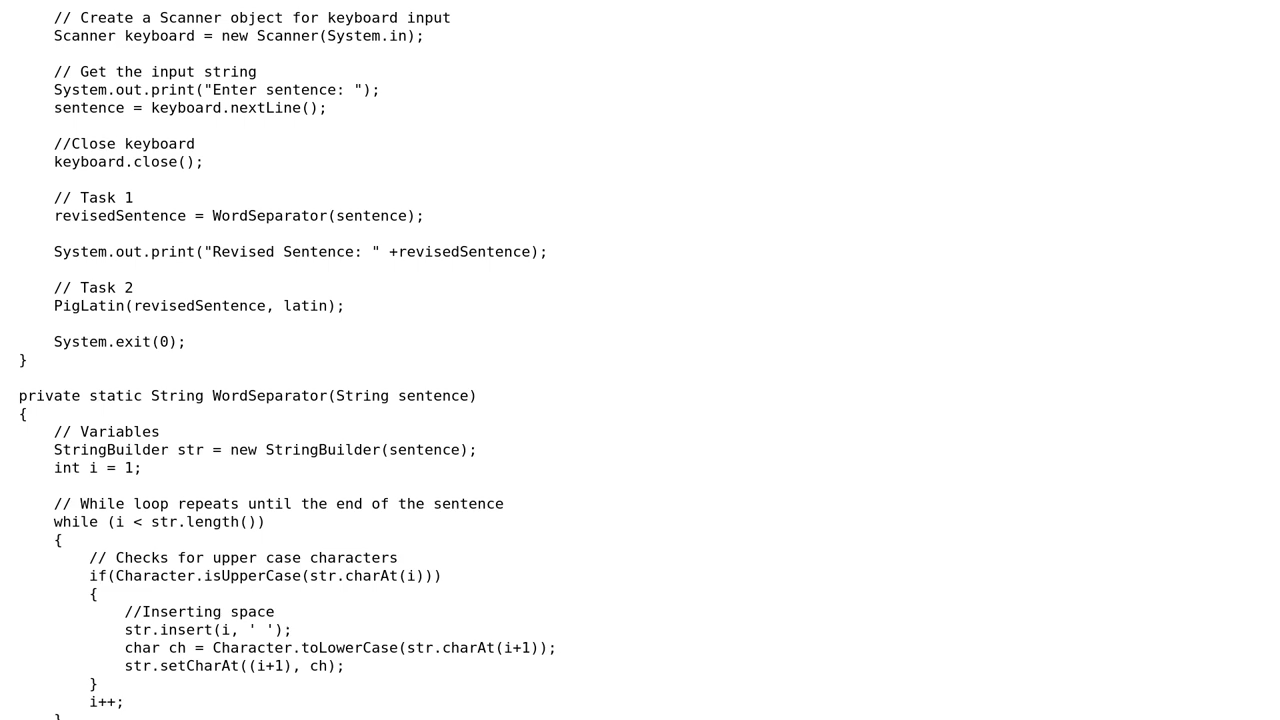 // Create a Scanner object for keyboard input
Scanner keyboard = new Scanner(System.in);
// Get the input string
System.out.print("Enter sentence: ");
sentence = keyboard.nextLine();
//Close keyboard
keyboard.close();
// Task 1
revisedSentence = WordSeparator(sentence);
System.out.print("Revised Sentence: " +revisedSentence);
// Task 2
PigLatin(revisedSentence, latin);
System.exit(0);
}
private static String WordSeparator(String sentence)
{
// Variables
StringBuilder str = new StringBuilder(sentence);
int i = 1;
// While loop repeats until the end of the sentence
while (i < str.length())
{
// Checks for upper case characters
if(Character.isUpperCase(str.charAt(i)))
{
//Inserting space
str.insert(i, ' ');
char ch = Character.toLowerCase(str.charAt(i+1));
str.setCharAt((i+1), ch);
}
i++;
}